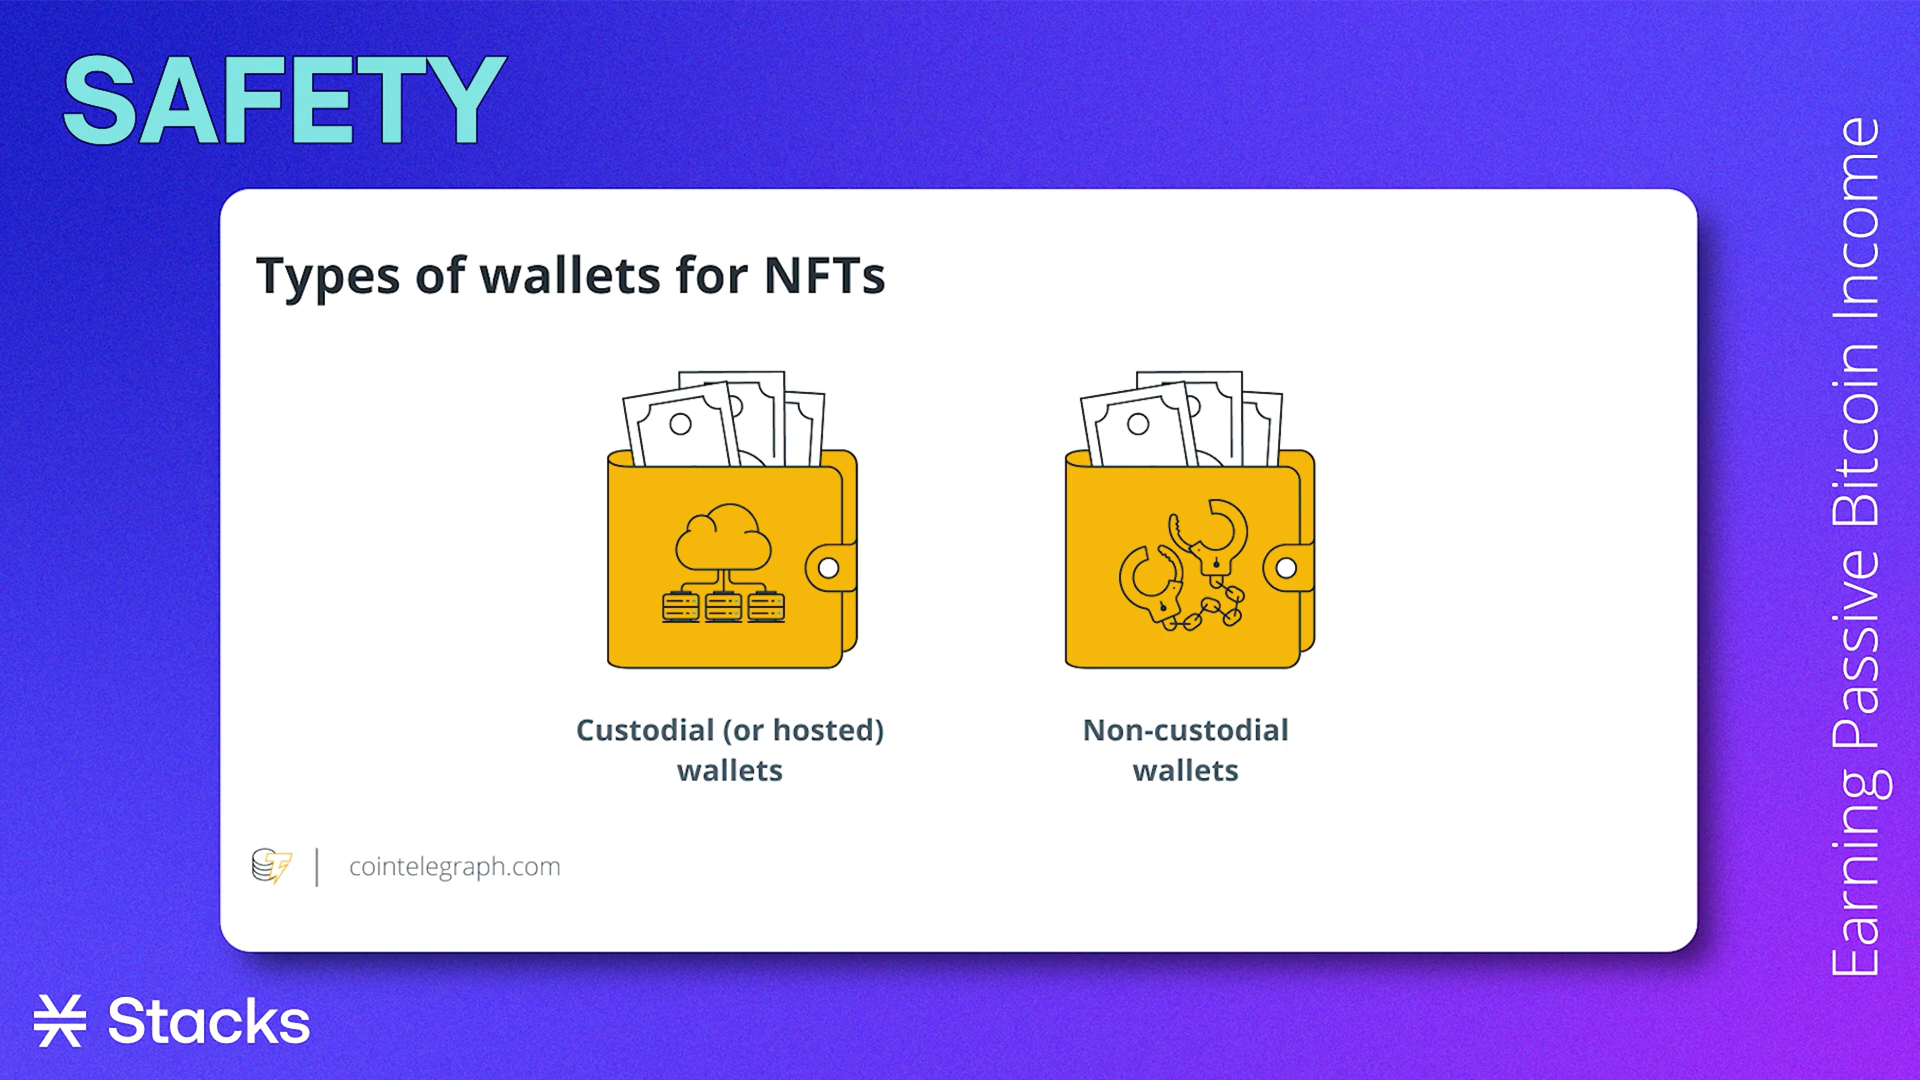 SAFETY
Types of wallets for NFTs
Custodial (or hosted)
wallets
Non-custodial
wallets
cointelegraph.com
Stacks
Earning Passive Bitcoin Income